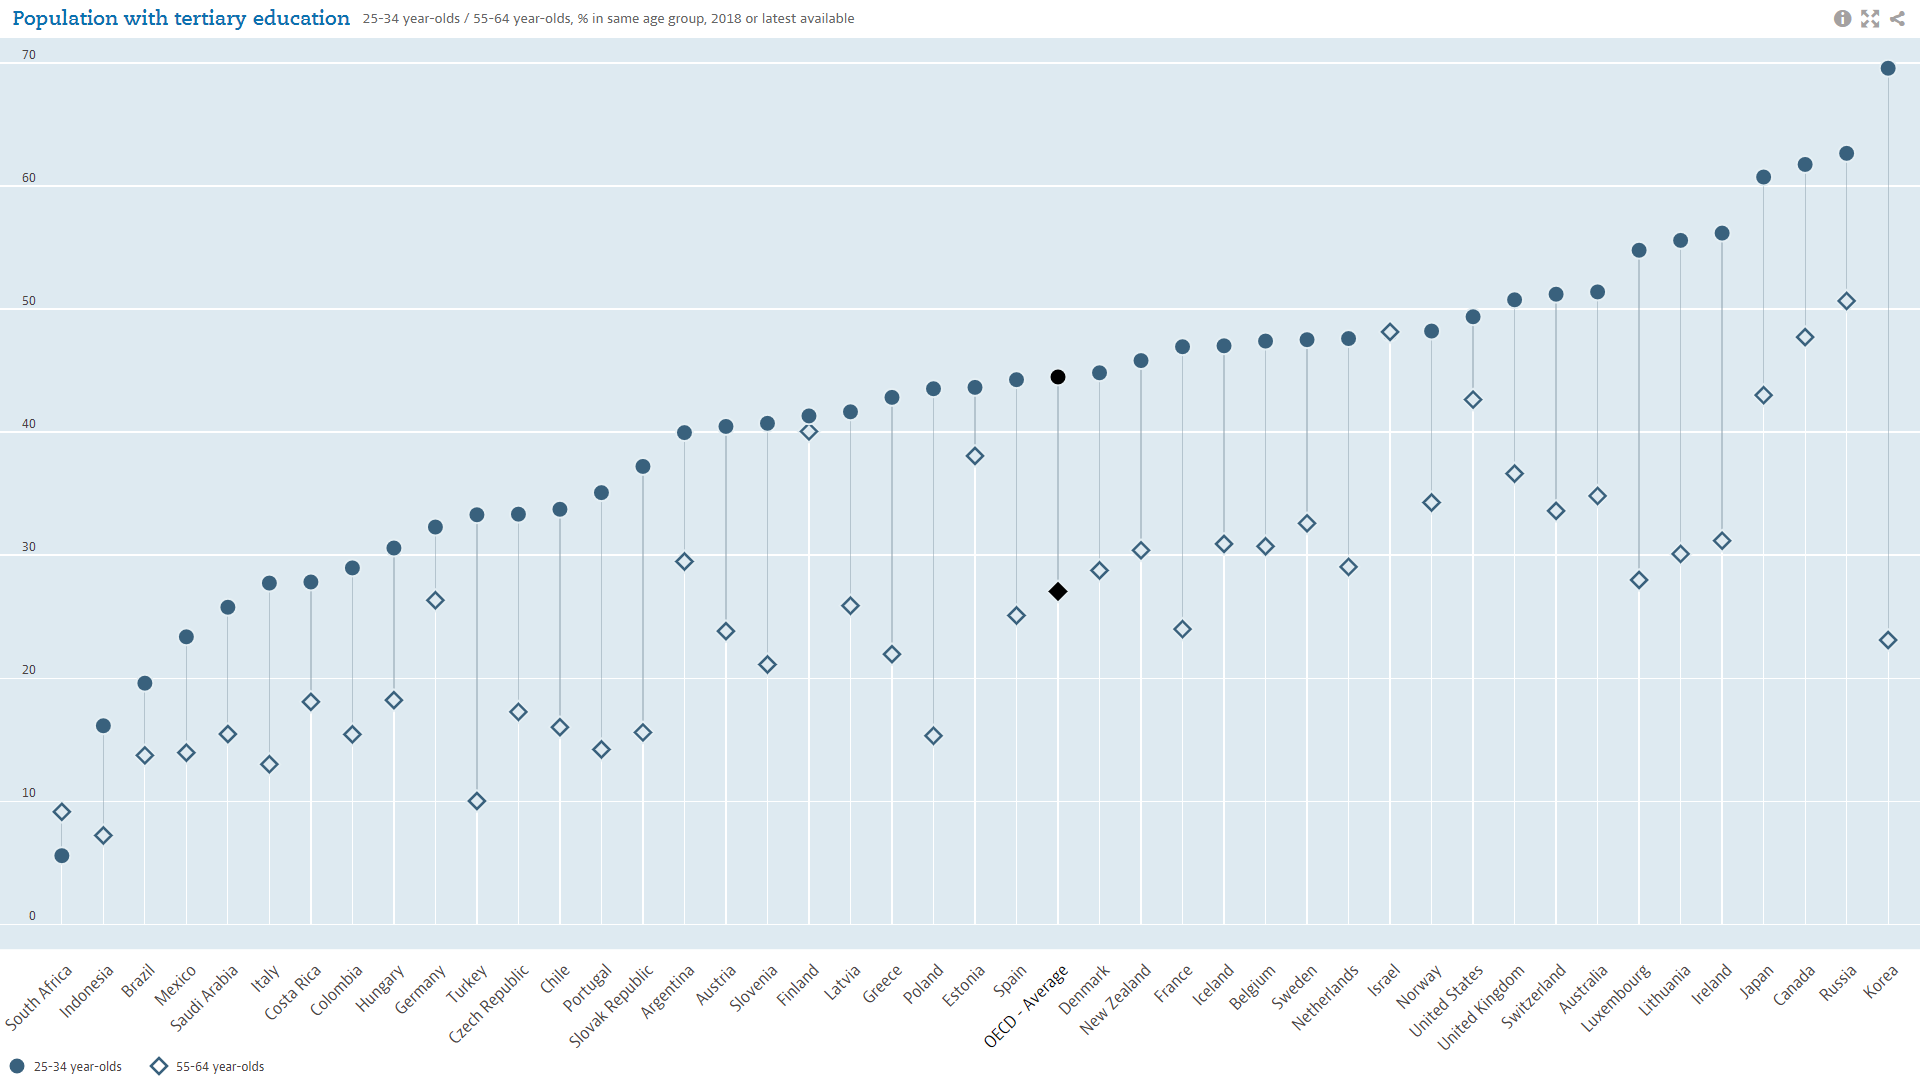 Population with tertiary education 25-34 year-olds / 55-64 year-olds, % in same age group, 2018 or latest available
70
60
50
40
30
20
10
0
South Africa
Indonesia
Brazil
Mexico
Saudi Arabia
Italy
Costa Rica
Colombia
Hungary
Germany
Turkey
Czech Republic
Chile
Portugal
Slovak Republic
Argentina
Austria
Slovenia
Finland
Latvia
Greece
Poland
Estonia
Spain
OECD - Average
Denmark
New Zealand
France
Iceland
Belgium
Sweden
Netherlands
Israel
Norway
United States
United Kingdom
Switzerland
Australia
Luxembourg
Lithuania
Ireland
Japan
Canada
Russia
Korea
25-34 year-olds 55-64 year-olds